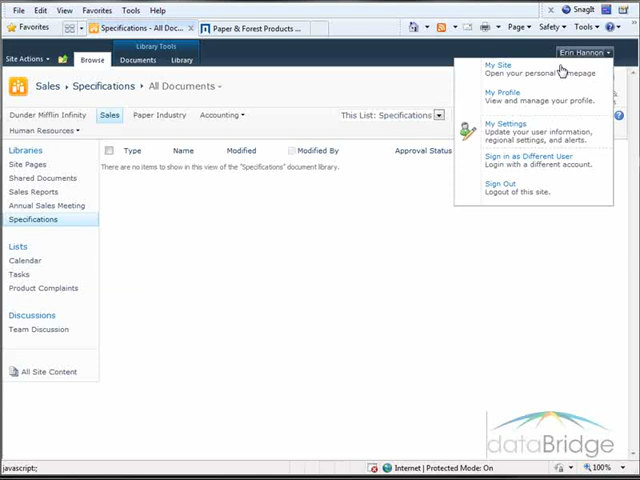 File Edit View Favorites Tools Help SnagIt
Favorites Specifications - All Doc... Paper & Forest Products ... Page Safety Tools
Library Tools
Site Actions Browse Documents Library Erin Hannon
Sales Specifications All Documents
My Site
Open your personal homepage
My Profile
View and manage your profile.
My Settings
Update your user information,
regional settings, and alerts.
Sign in as Different User
Login with a different account.
Sign Out
Logout of this site.
Dunder Mifflin Infinity Sales Paper Industry Accounting This List: Specifications
Human Resources
Libraries
Site Pages
Shared Documents
Sales Reports
Annual Sales Meeting
Specifications
Lists
Calendar
Tasks
Product Complaints
Discussions
Team Discussion
All Site Content
Type Name Modified Modified By Approval Status
There are no items to show in this view of the "Specifications" document library.
dataBridge
javascript:; Internet | Protected Mode: On 100%